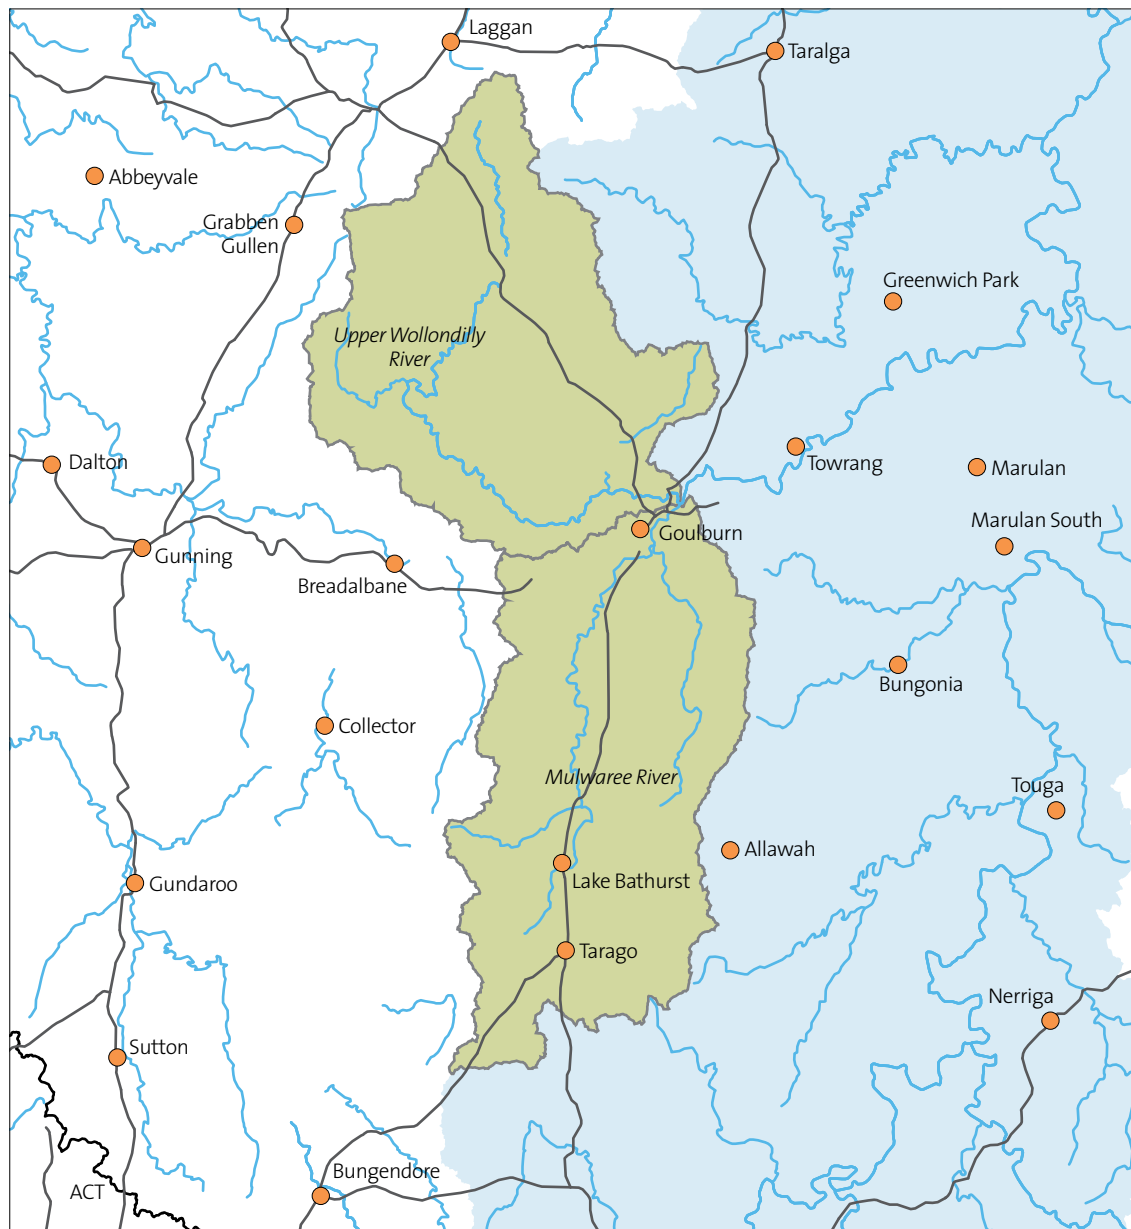 Laggan
Taralga
Abbeyvale
Grabben
Gullen
Greenwich Park
Upper Wollondilly
River
Dalton
Towrang
Marulan
Marulan South
Goulburn
Gunning
Breadalbane
Bungonia
Collector
Mulwaree River
Touga
Allawah
Lake Bathurst
Gundaroo
Tarago
Nerriga
Sutton
Bungendore
ACT